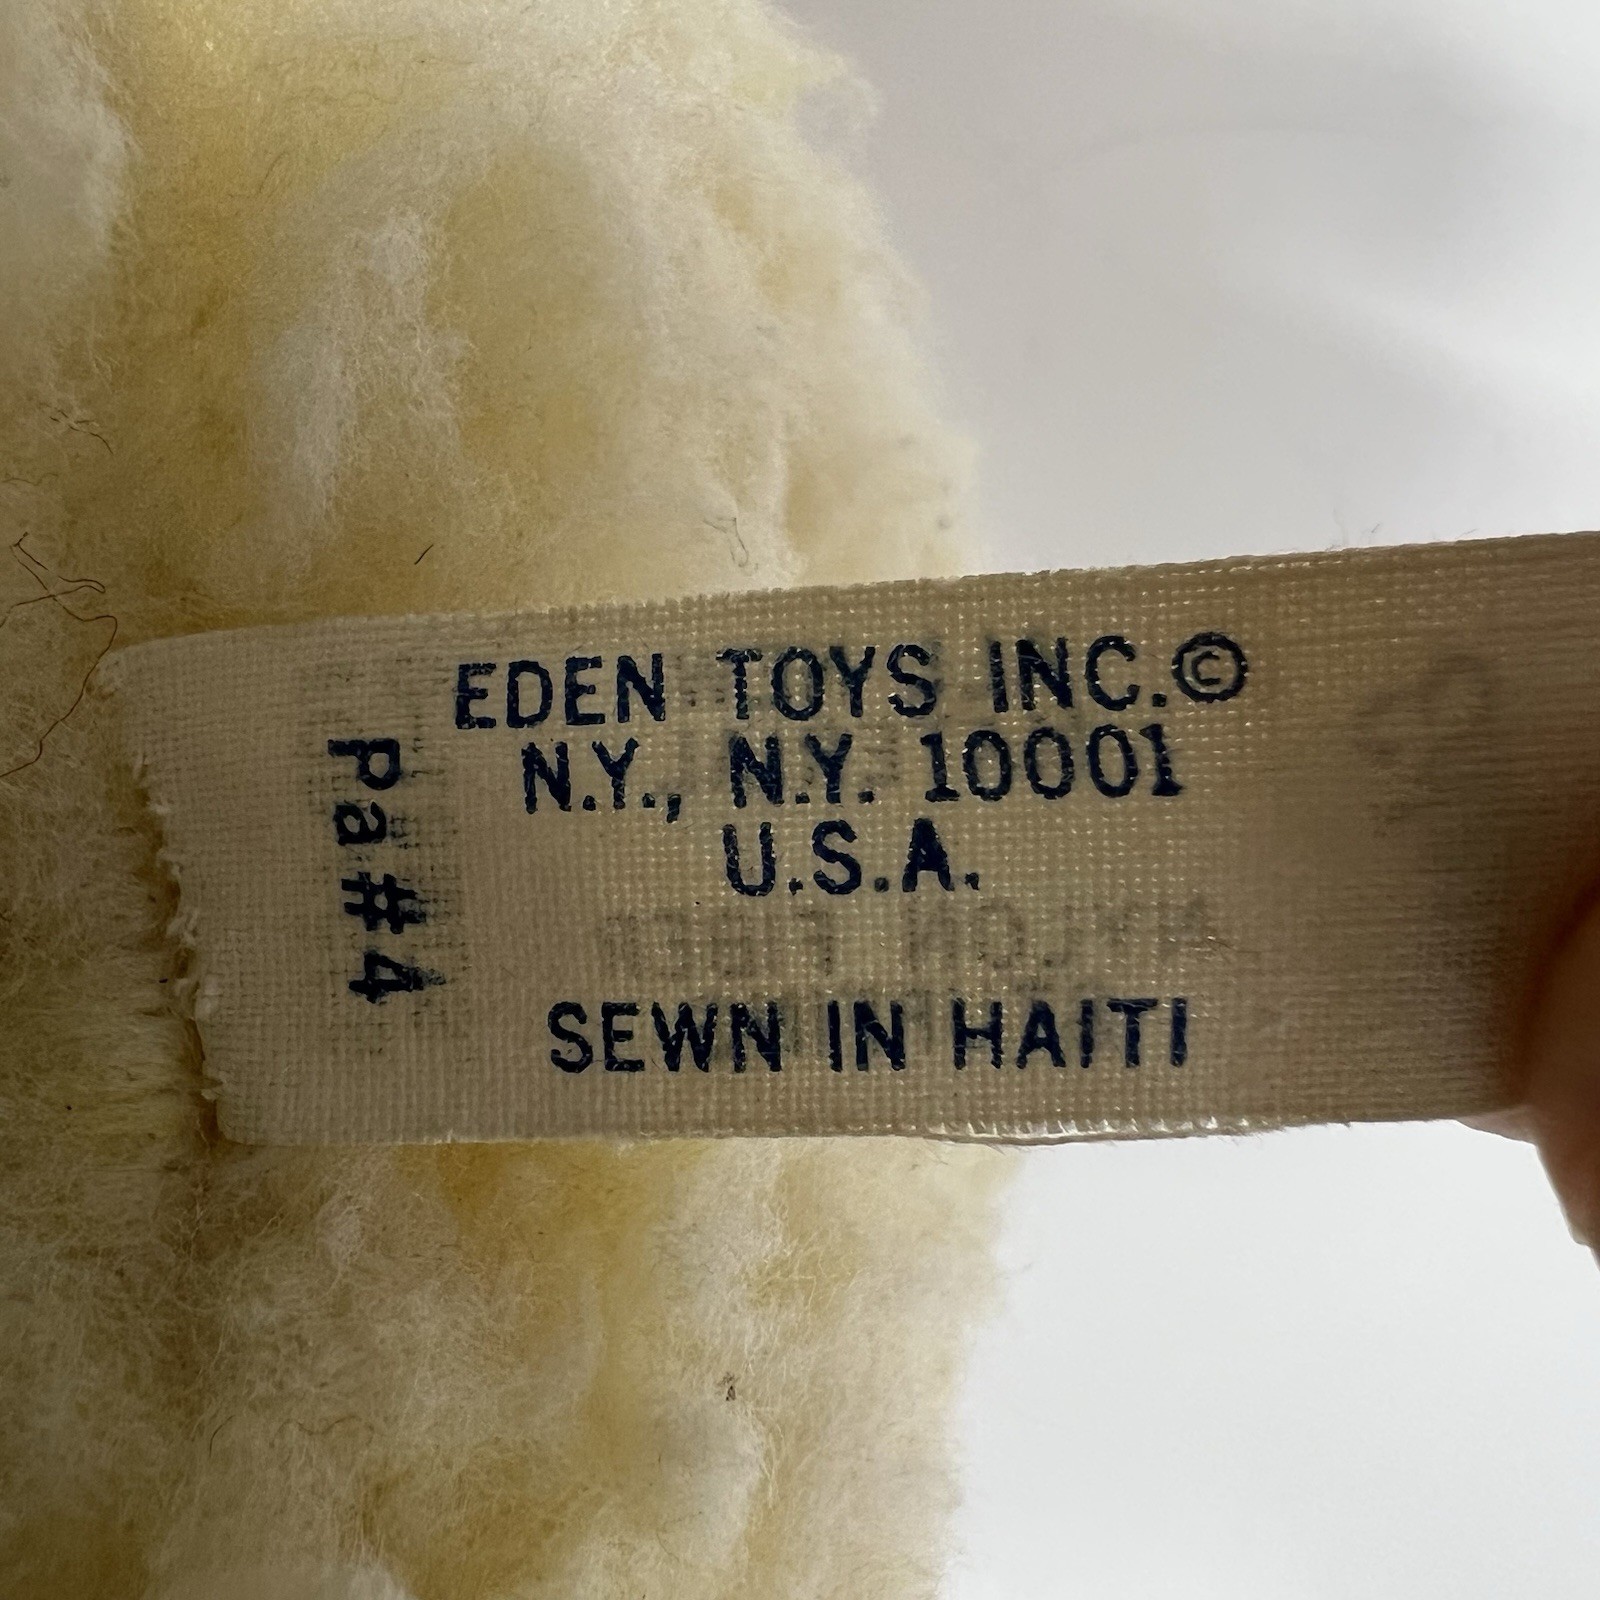 EDEN TOYS INC.©
N.Y., N.Y. 10001
U.S.A.
SEWN IN HAITI
Pa#4